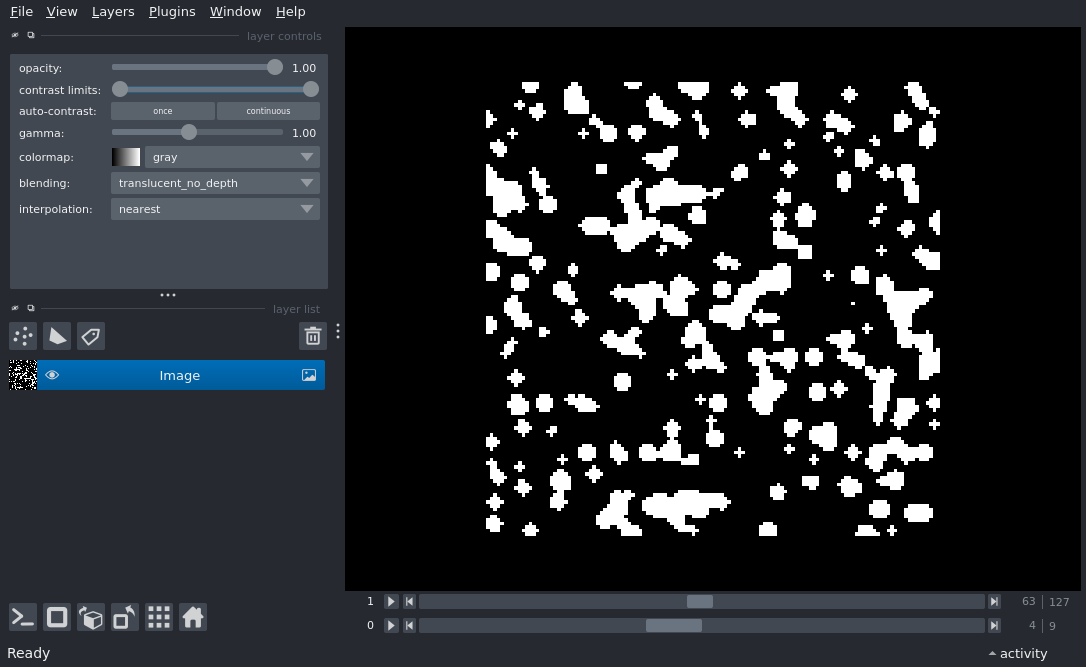 File View Layers Plugins Window Help
layer controls
opacity: 1.00
contrast limits:
auto-contrast: once continuous
gamma: 1.00
colormap: gray
blending: translucent_no_depth
interpolation: nearest
layer list
Image
1 63 127
0 4 9
Ready activity